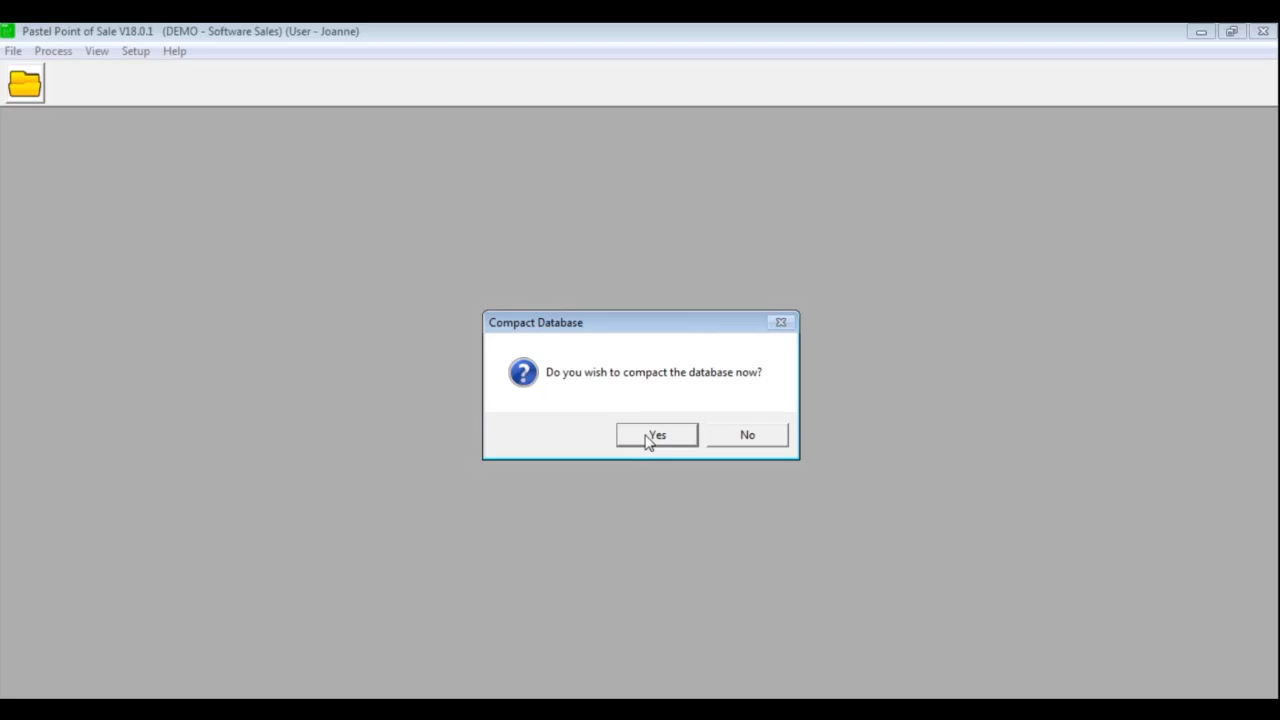 Pastel Point of Sale V18.0.1 (DEMO - Software Sales) (User - Joanne)
File Process View Setup Help
Compact Database
Do you wish to compact the database now?
Yes No